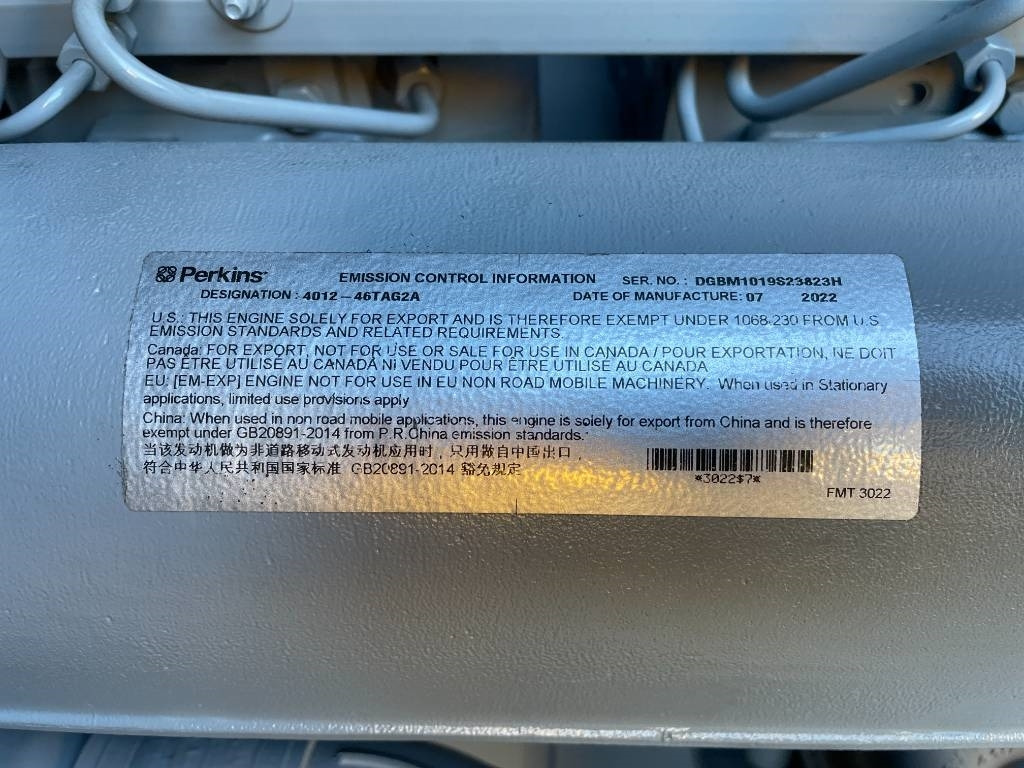 Perkins EMISSION CONTROL INFORMATION SER. NO. : DGBM1019S23823H
DESIGNATION : 4012 – 46TAG2A DATE OF MANUFACTURE: 07 2022
U.S.: THIS ENGINE SOLELY FOR EXPORT AND IS THEREFORE EXEMPT UNDER 1068.230 FROM U.S
EMISSION STANDARDS AND RELATED REQUIREMENTS.
Canada: FOR EXPORT, NOT FOR USE OR SALE FOR USE IN CANADA / POUR EXPORTATION, NE DOIT
PAS ÊTRE UTILISÉ AU CANADA NI VENDU POUR ÊTRE UTILISÉ AU CANADA
EU: [EM-EXP] ENGINE NOT FOR USE IN EU NON ROAD MOBILE MACHINERY. When used in Stationary
applications, limited use provisions apply
China: When used in non road mobile applications, this engine is solely for export from China and is therefore
exempt under GB20891-2014 from P.R.China emission standards.
当该发动机做为非道路移动式发动机应用时，只用做自中国出口，
符合中华人民共和国国家标准 GB20891-2014 豁免规定
*3022$7*
FMT 3022